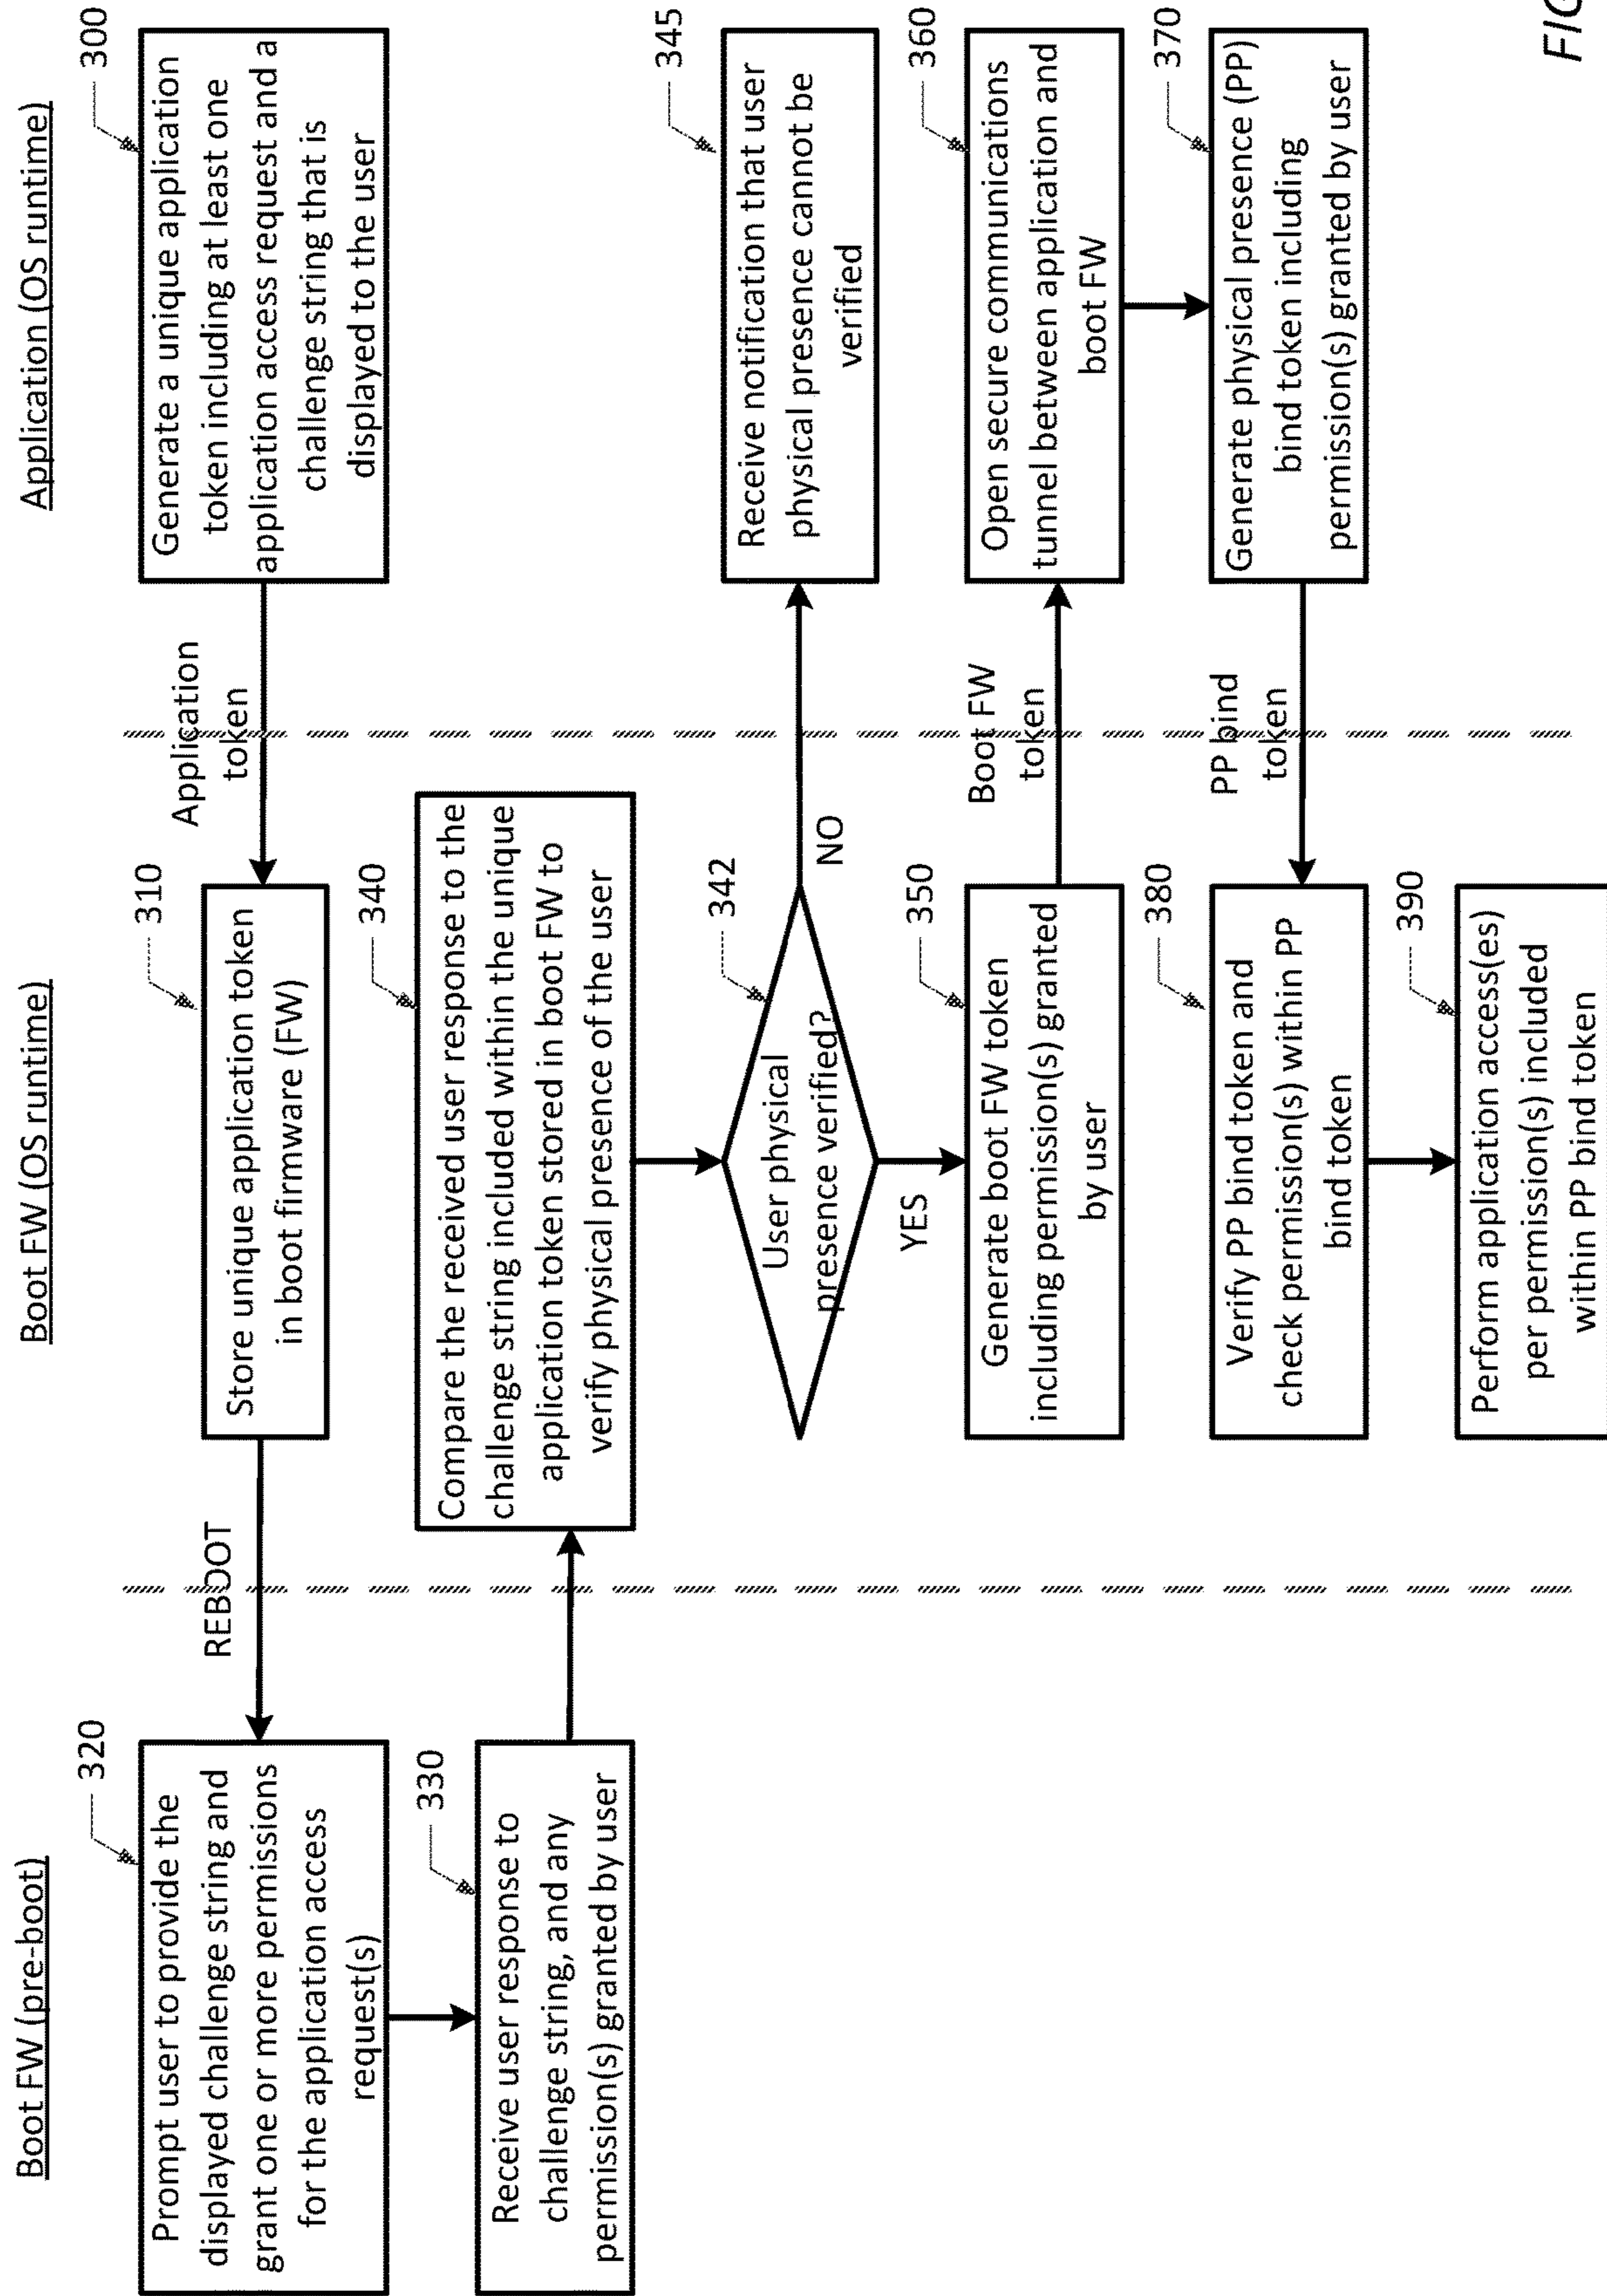 Boot FW (pre-boot)
Boot FW (OS runtime)
Application (OS runtime)
300
Generate a unique application
token including at least one
application access request and a
challenge string that is
displayed to the user
Application
token
310
Store unique application token
in boot firmware (FW)
REBOOT
320
Prompt user to provide the
displayed challenge string and
grant one or more permissions
for the application access
request(s)
330
Receive user response to
challenge string, and any
permission(s) granted by user
340
Compare the received user response to the
challenge string included within the unique
application token stored in boot FW to
verify physical presence of the user
342
User physical
presence verified?
NO
345
Receive notification that user
physical presence cannot be
verified
YES
350
Generate boot FW token
including permission(s) granted
by user
Boot FW
token
360
Open secure communications
tunnel between application and
boot FW
370
Generate physical presence (PP)
bind token including
permission(s) granted by user
PP bind
token
380
Verify PP bind token and
check permission(s) within PP
bind token
390
Perform application access(es)
per permission(s) included
within PP bind token
FIG